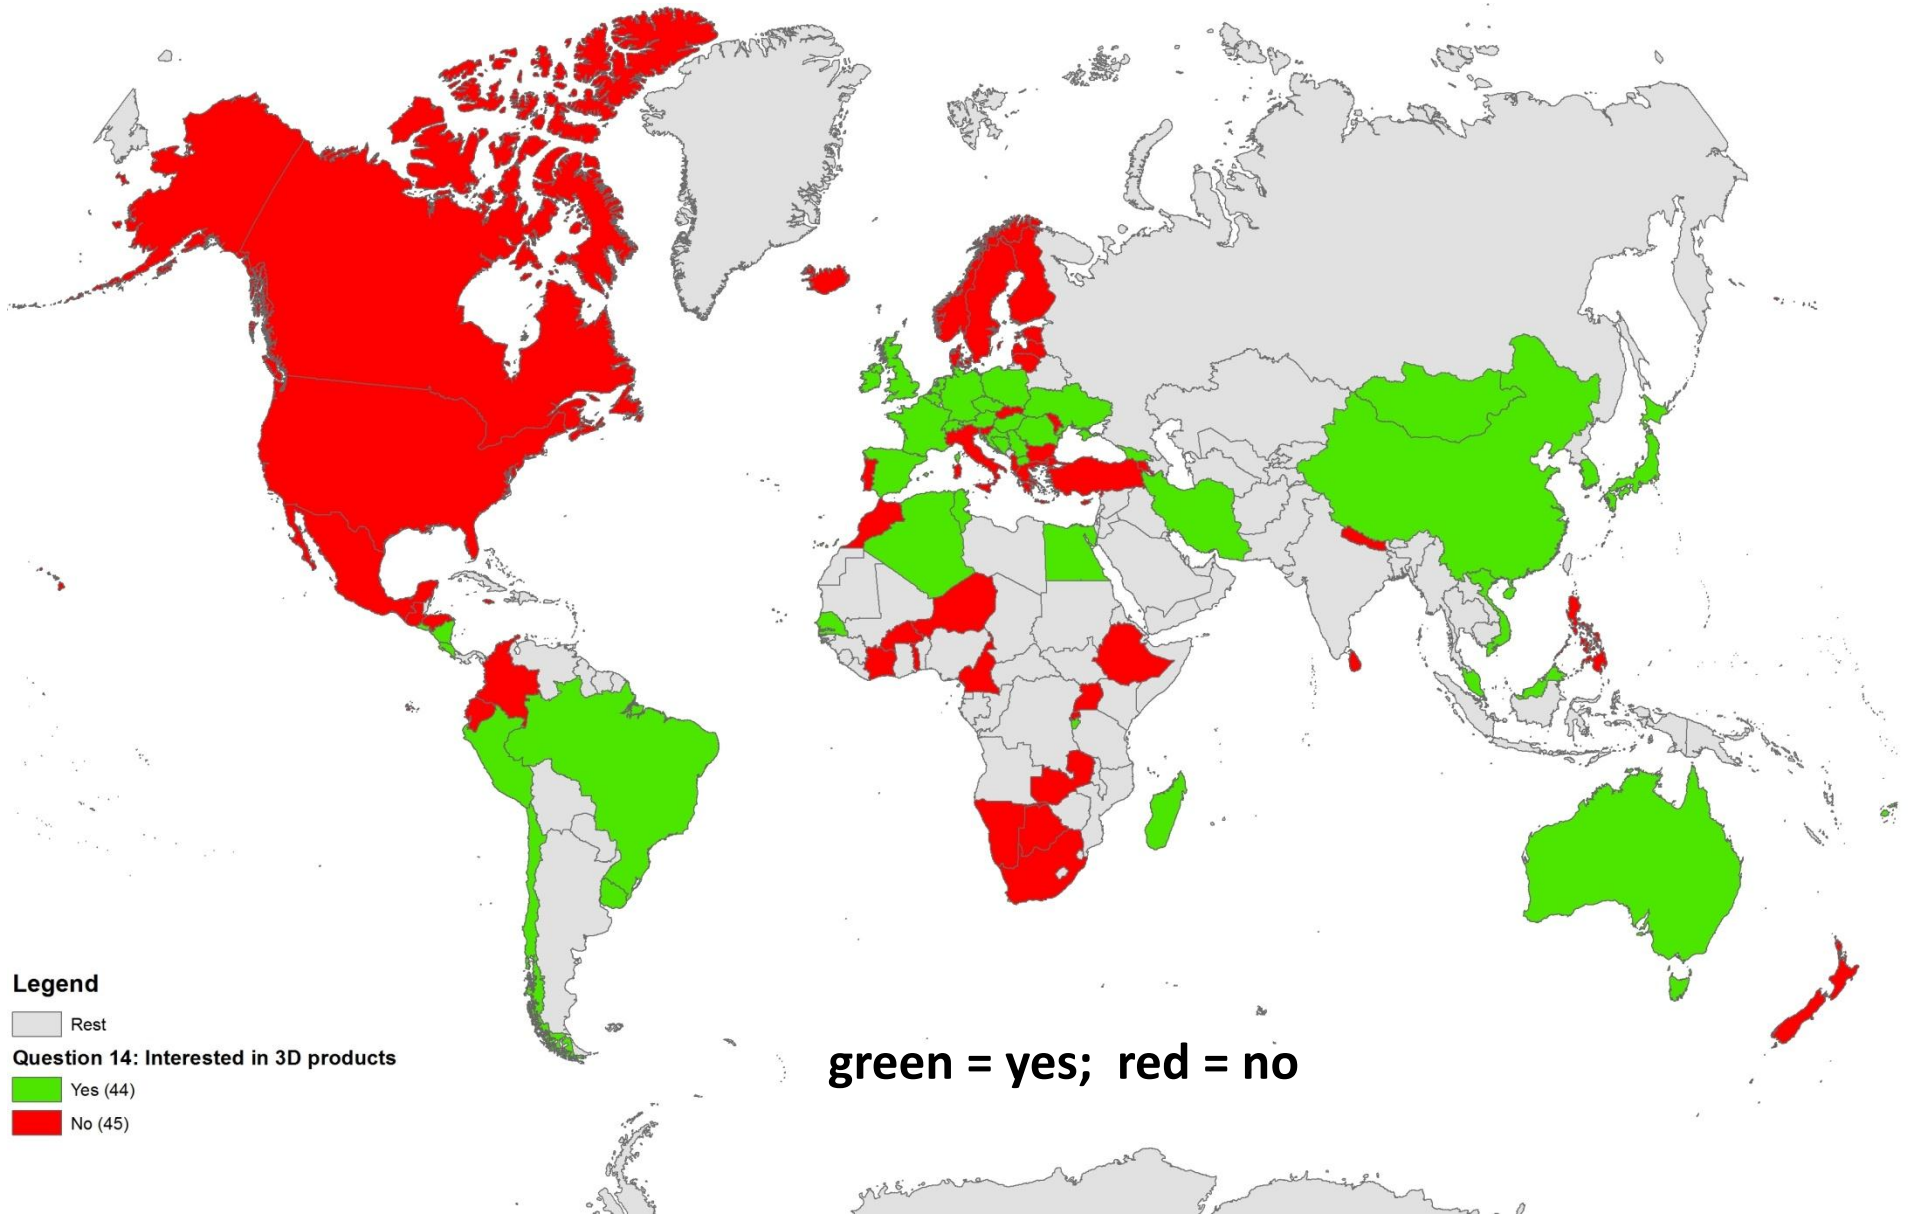 Legend
Rest
Question 14: Interested in 3D products
Yes (44)
No (45)
green = yes;  red = no